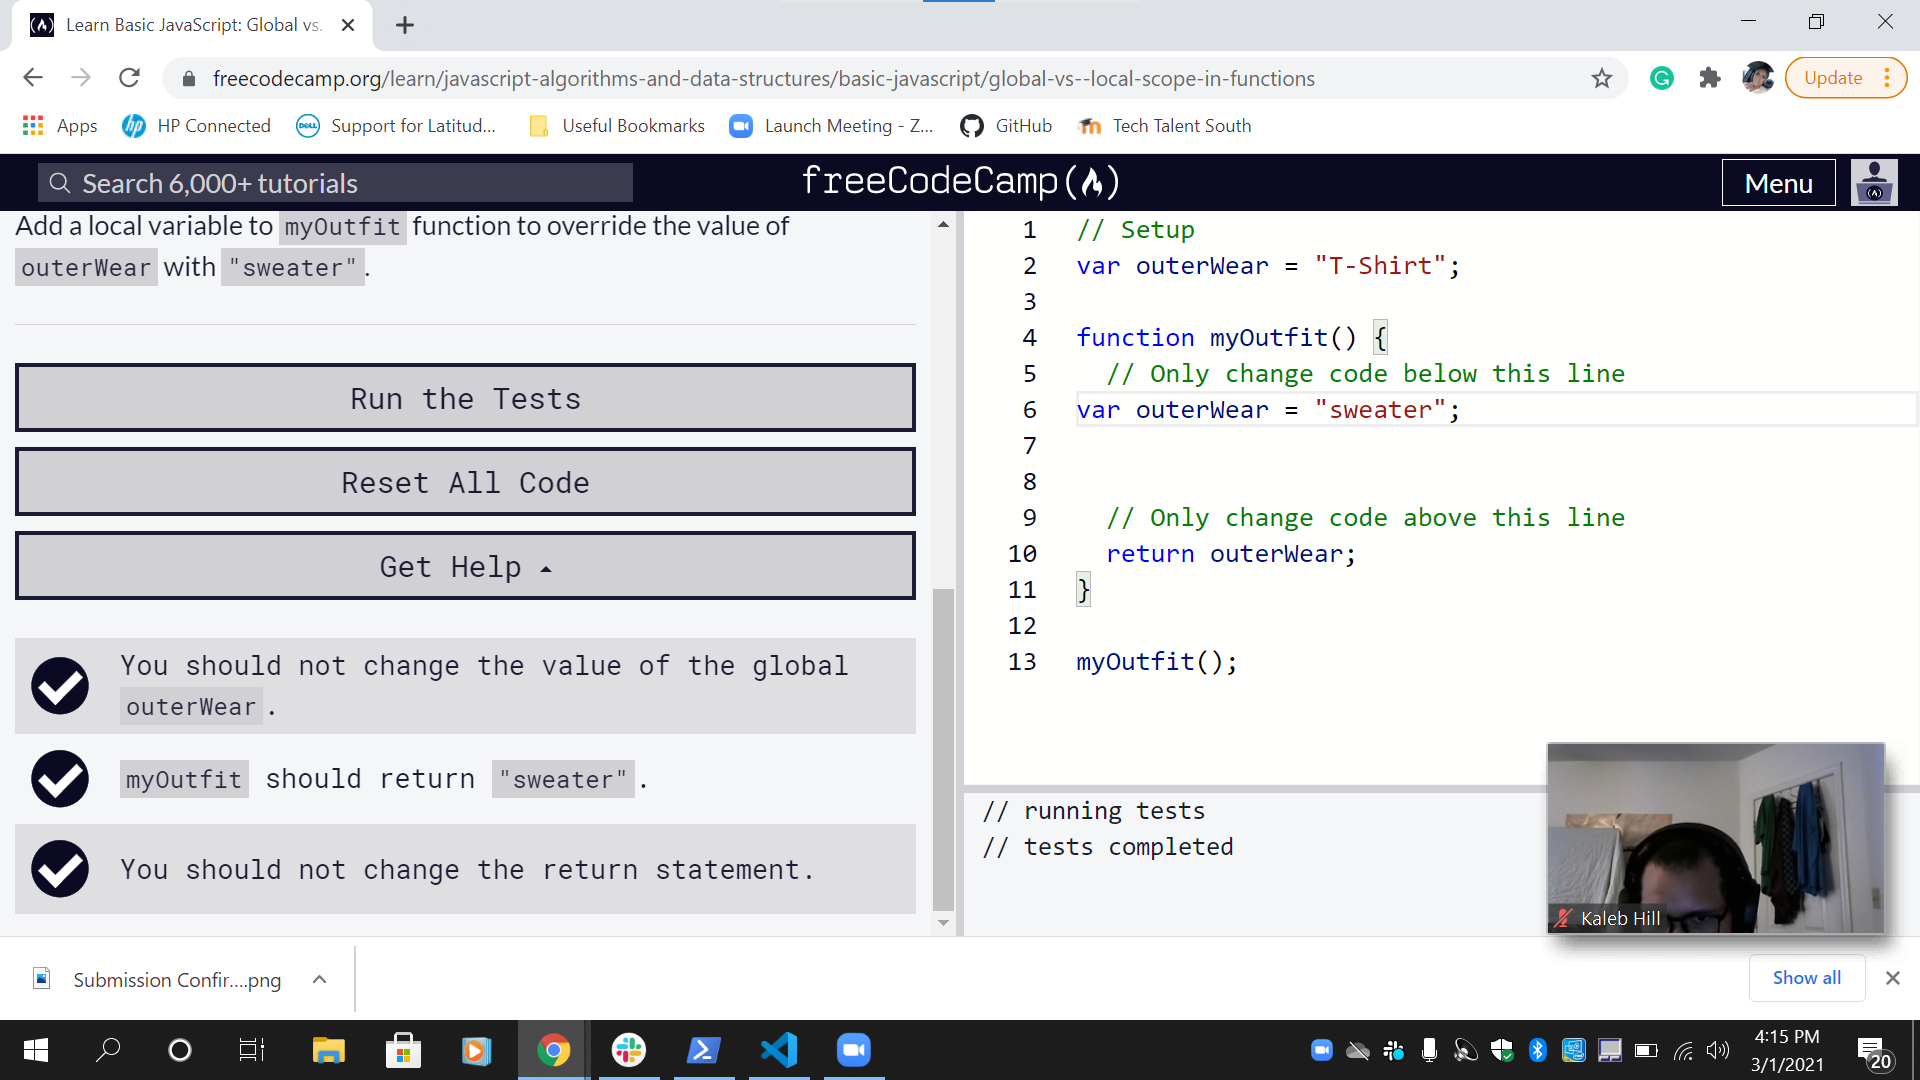 Learn Basic JavaScript: Global vs.
freecodecamp.org/learn/javascript-algorithms-and-data-structures/basic-javascript/global-vs--local-scope-in-functions
Update
Apps
HP Connected
Support for Latitud...
Useful Bookmarks
Launch Meeting - Z...
GitHub
Tech Talent South
Search 6,000+ tutorials
freeCodeCamp
Menu
Add a local variable to myOutfit function to override the value of
outerWear with "sweater".
Run the Tests
Reset All Code
Get Help
You should not change the value of the global
outerWear.
myOutfit should return "sweater".
You should not change the return statement.
1 // Setup
2 var outerWear = "T-Shirt";
3
4 function myOutfit() {
5 // Only change code below this line
6 var outerWear = "sweater";
7
8
9 // Only change code above this line
10 return outerWear;
11 }
12
13 myOutfit();
// running tests
// tests completed
Kaleb Hill
Submission Confir....png
Show all
4:15 PM
3/1/2021
20